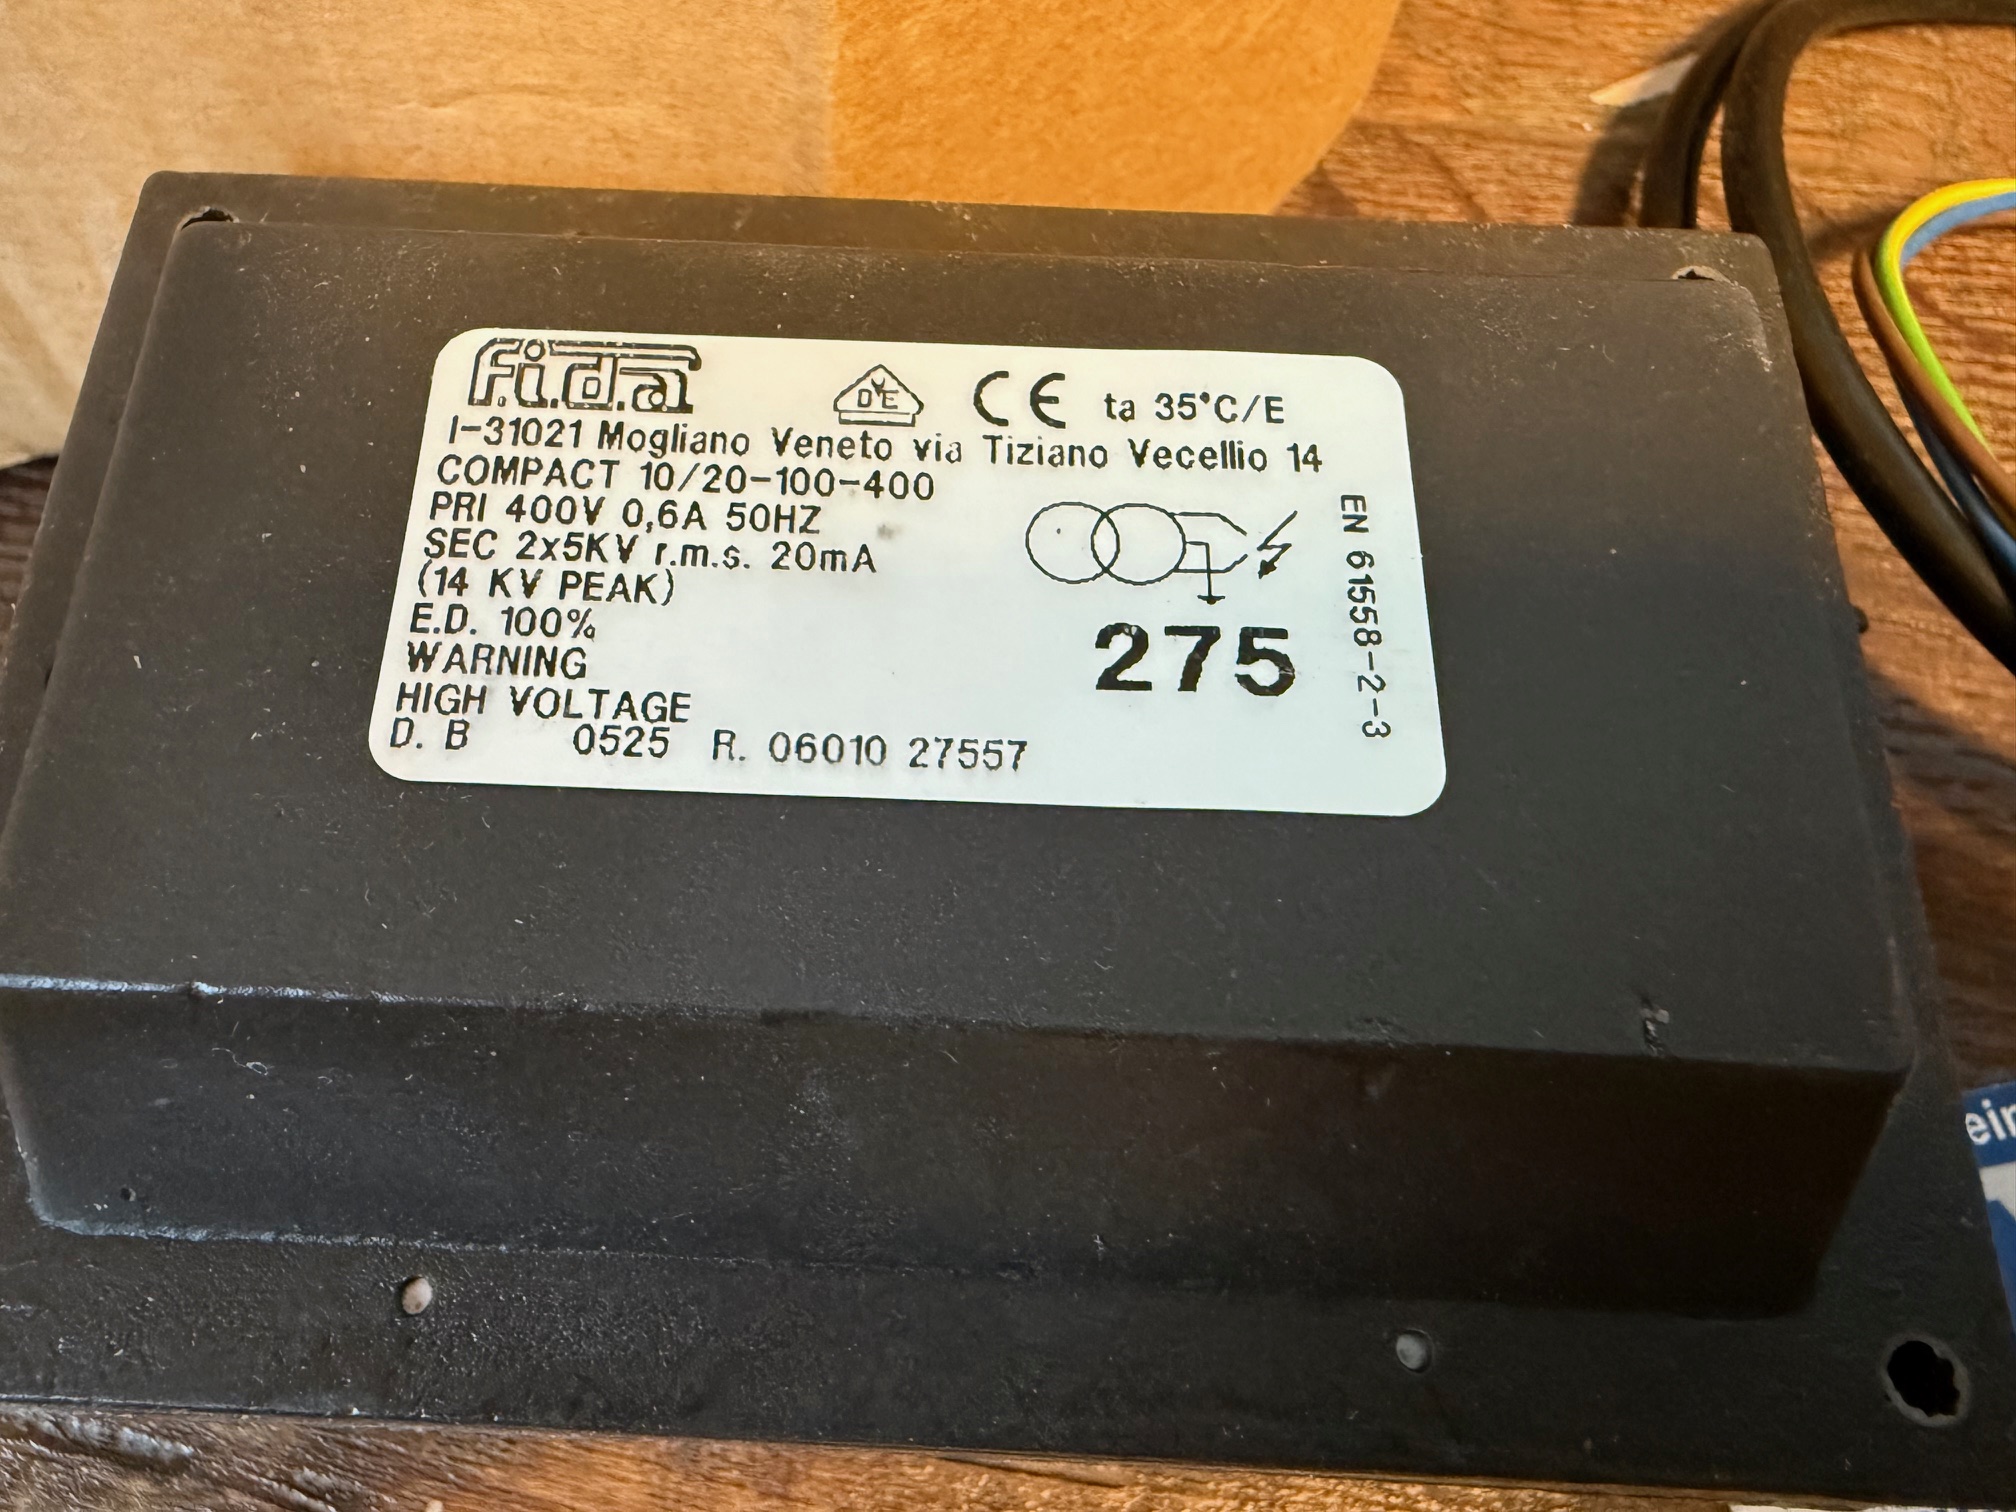 f.i.d.a
DVE CE ta 35°C/E
I-31021 Mogliano Veneto via Tiziano Vecellio 14
COMPACT 10/20-100-400
PRI 400V 0,6A 50HZ
SEC 2x5KV r.m.s. 20mA
(14 KV PEAK)
E.D. 100%
WARNING
HIGH VOLTAGE
D. B 0525 R. 06010 27557
275
EN 61558-2-3